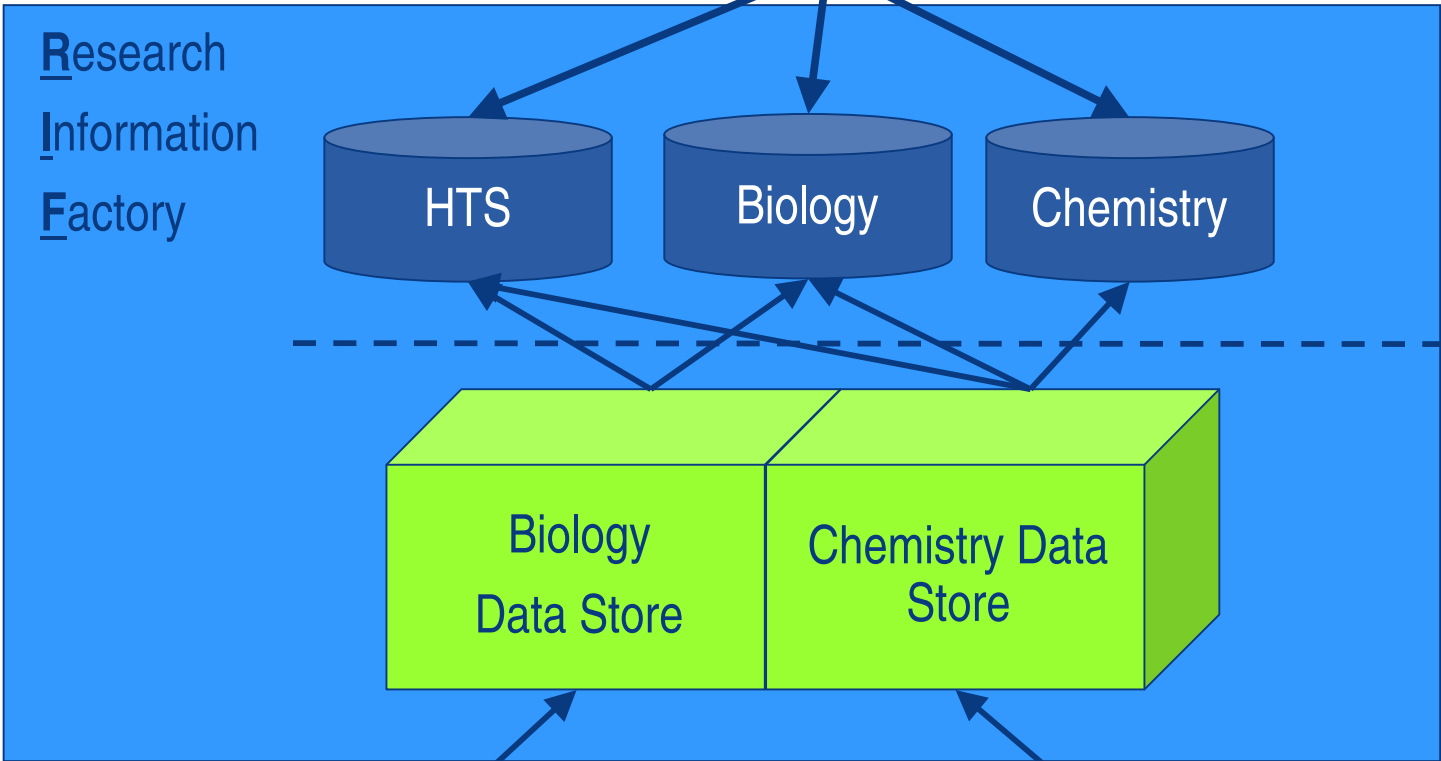 Research
Information
Factory
HTS
Biology
Chemistry
Biology
Data Store
Chemistry Data
Store